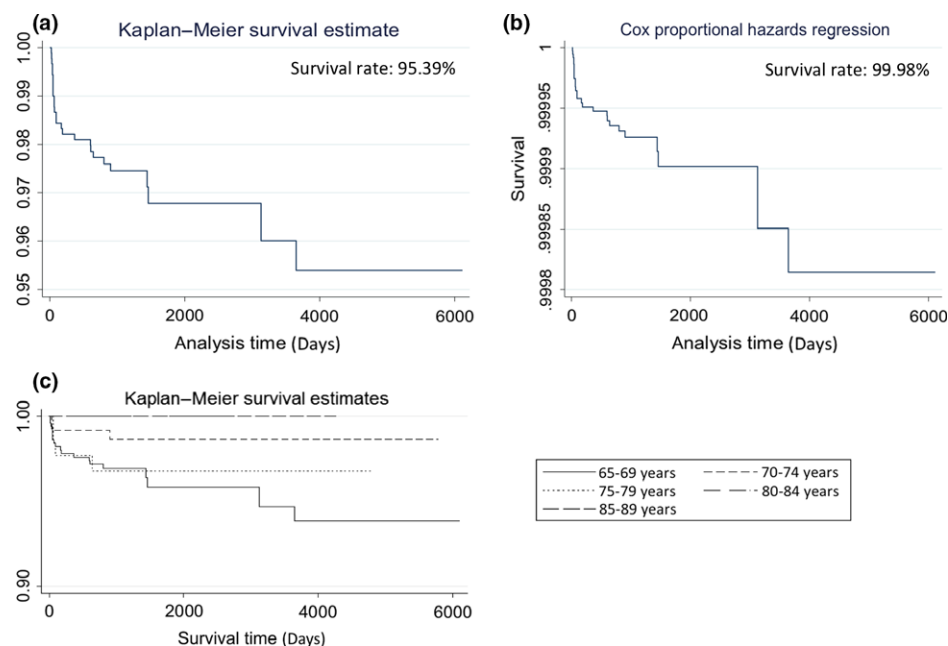 (a)
Kaplan–Meier survival estimate
Survival rate: 95.39%
1.00
0.99
0.98
0.97
0.96
0.95
0
2000
4000
6000
Analysis time (Days)
(b)
Cox proportional hazards regression
Survival rate: 99.98%
Survival
1
.99995
.9999
.99985
.9998
0
2000
4000
6000
Analysis time (Days)
(c)
Kaplan–Meier survival estimates
1.00
0.90
0
2000
4000
6000
Survival time (Days)
65-69 years
70-74 years
75-79 years
80-84 years
85-89 years